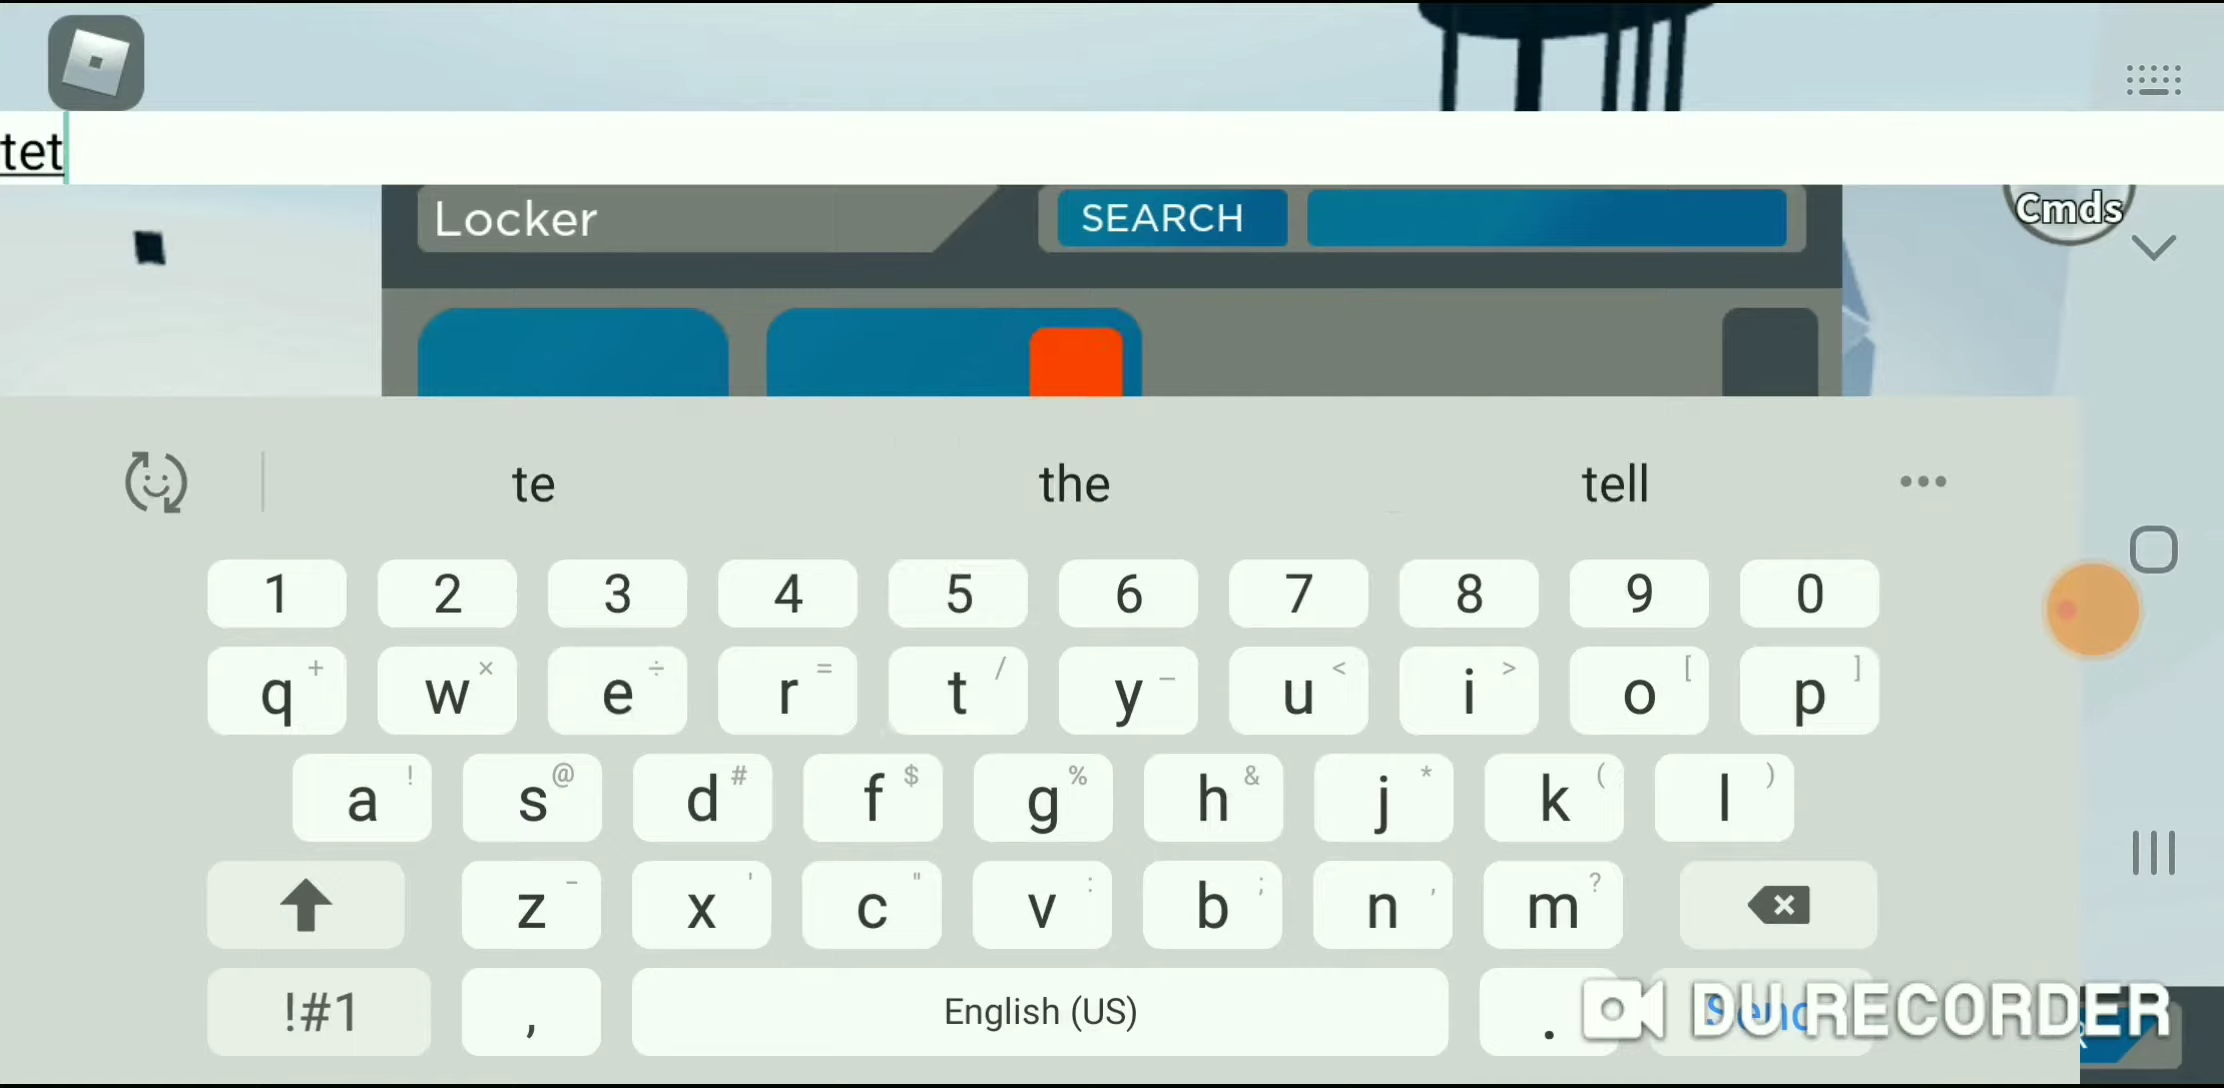 tet
Locker
SEARCH
Cmds
te the tell
1 2 3 4 5 6 7 8 9 0
q + w × e ÷ r = t / y _ u < i > o [ p ]
a ! s @ d # f $ g % h & j * k ( l )
z - x ' c " v : b ; n , m ?
!#1 , English (US) . Send
DU RECORDER